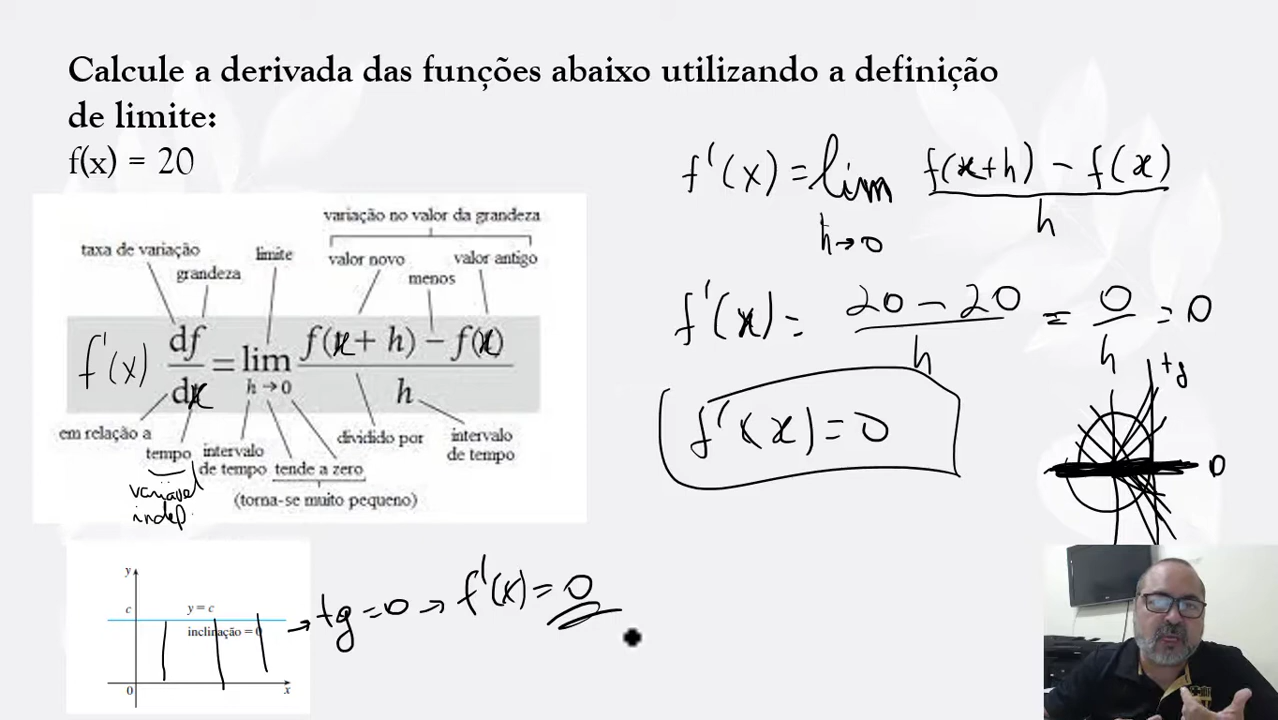 Calcule a derivada das funções abaixo utilizando a definição
de limite:
f(x) = 20
variação no valor da grandeza
taxa de variação
grandeza
limite
valor novo
menos
valor antigo
f'(x) df/dx = lim h→0 f(x + h) − f(x) / h
em relação a
tempo
intervalo
de tempo
tende a zero
(torna-se muito pequeno)
dividido por
intervalo
de tempo
variável
indep.
y
c
y = c
inclinação = 0
0
x
→ tg = 0 → f'(x) = 0
f'(x) = lim h→0 f(x+h) − f(x) / h
f'(x) = 20 − 20 / h = 0 / h = 0
f'(x) = 0
tg
0